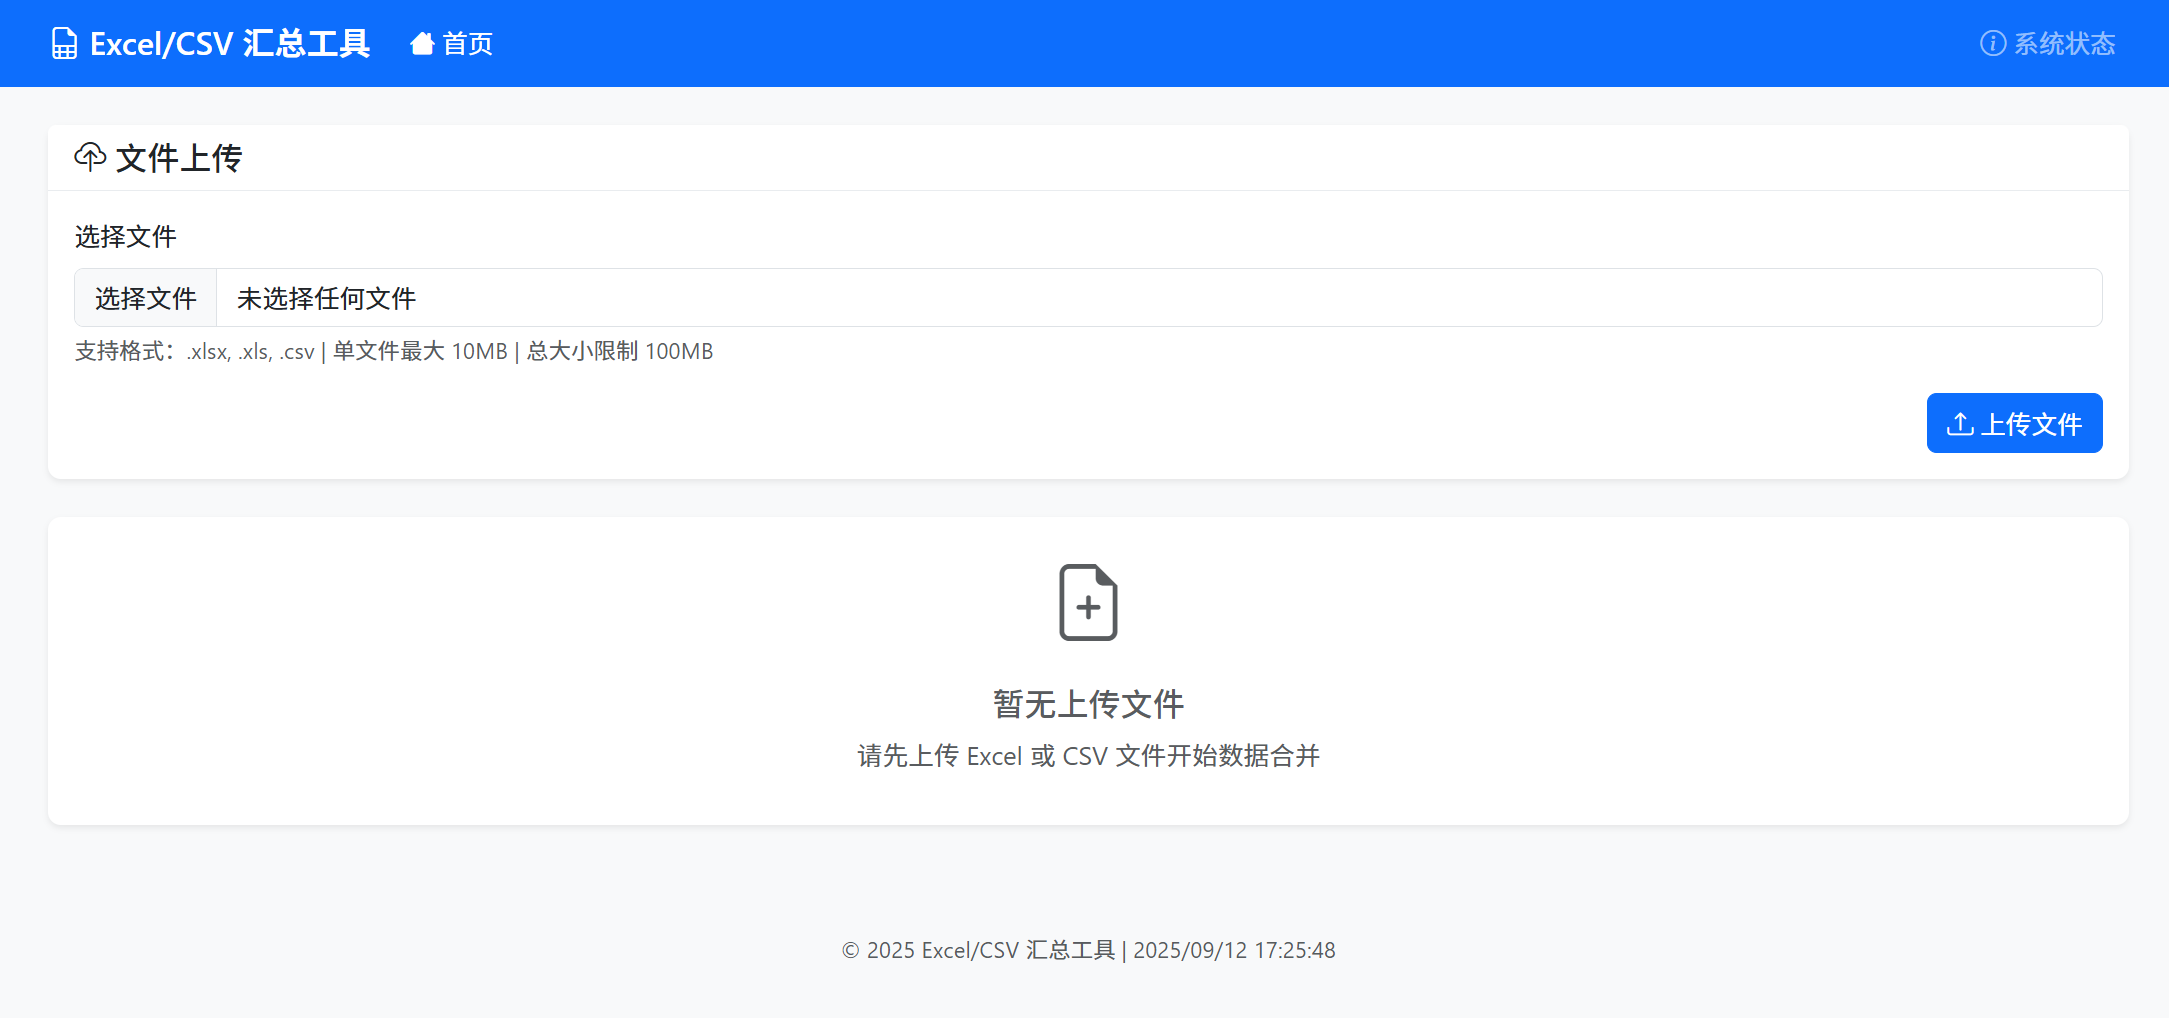 Excel/CSV 汇总工具 首页 系统状态
文件上传
选择文件
选择文件 未选择任何文件
支持格式：.xlsx, .xls, .csv | 单文件最大 10MB | 总大小限制 100MB
上传文件
暂无上传文件
请先上传 Excel 或 CSV 文件开始数据合并
© 2025 Excel/CSV 汇总工具 | 2025/09/12 17:25:48